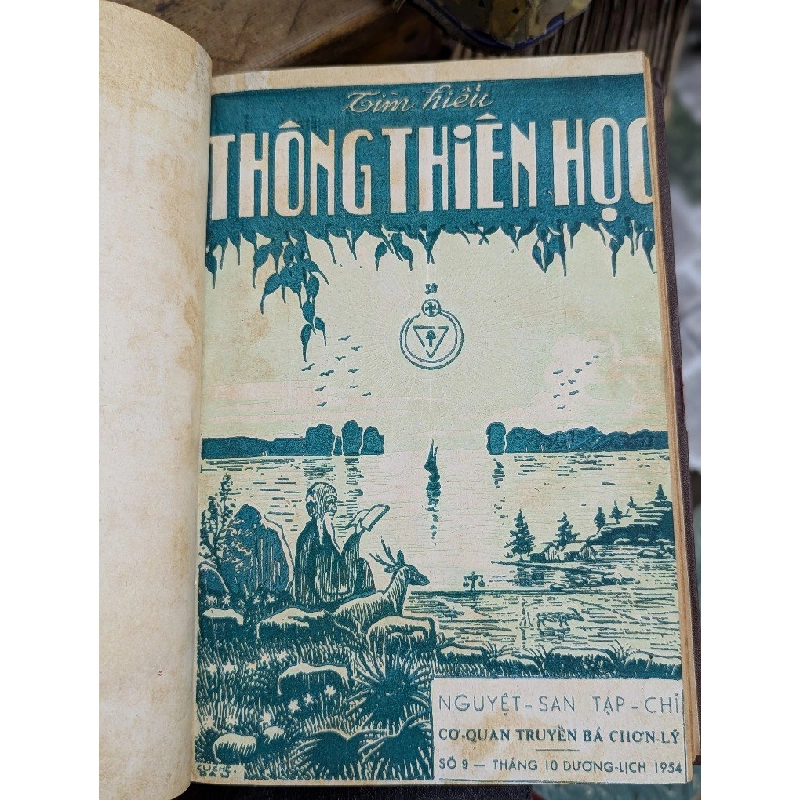 Tìm hiểu
THÔNG THIÊN HỌC
NGUYỆT-SAN TẠP-CHÍ
CƠ-QUAN TRUYỀN BÁ CHƠN-LÝ
SỐ 9 — THÁNG 10 DƯƠNG-LỊCH 1954